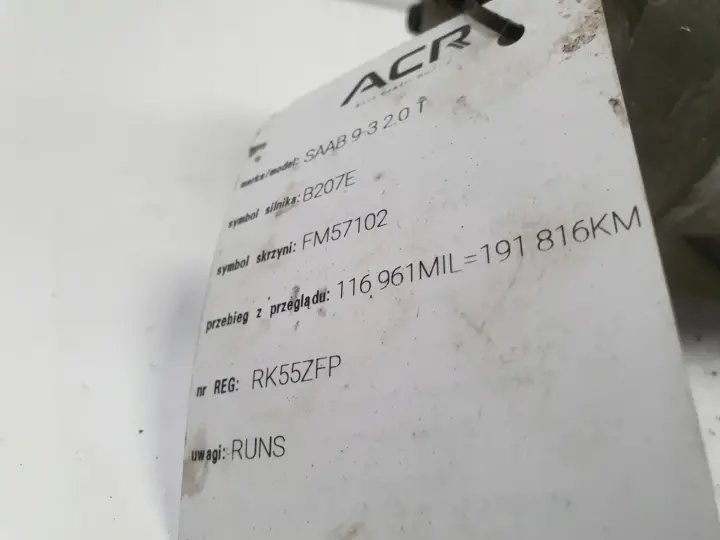 ACR
marka/model: SAAB 9-3 2.0 T
symbol silnika: B207E
symbol skrzyni: FM57102
przebieg z przeglądu: 116 961MIL=191 816KM
nr REG: RK55ZFP
uwagi: RUNS